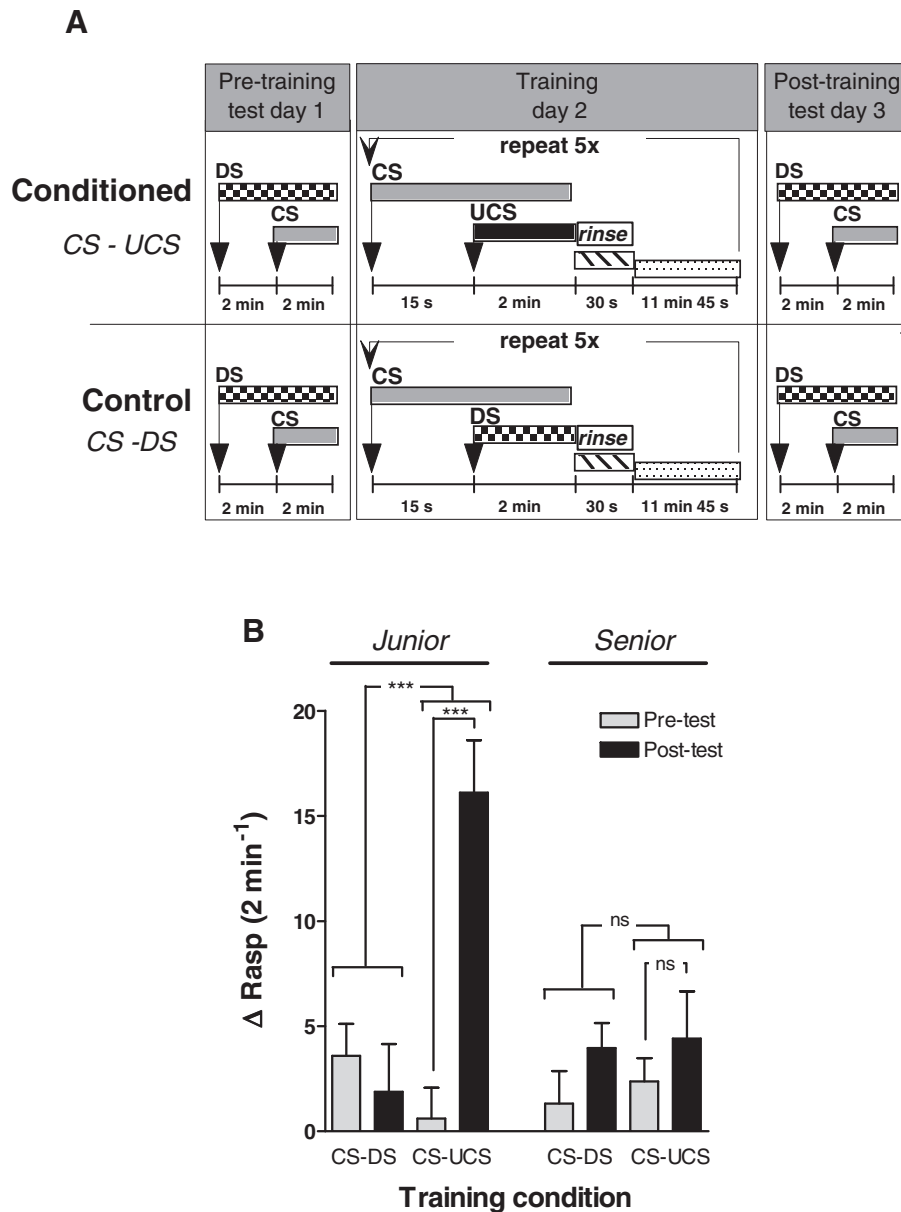 A
Pre-training
test day 1
Training
day 2
Post-training
test day 3
repeat 5x
Conditioned
CS - UCS
DS
CS
CS
UCS
rinse
DS
CS
2 min 2 min
15 s 2 min 30 s 11 min 45 s
2 min 2 min
repeat 5x
Control
CS -DS
DS
CS
CS
DS
rinse
DS
CS
2 min 2 min
15 s 2 min 30 s 11 min 45 s
2 min 2 min
B
Junior
Senior
***
***
Pre-test
Post-test
ns
ns
Δ Rasp (2 min⁻¹)
20
15
10
5
0
CS-DS CS-UCS CS-DS CS-UCS
Training condition